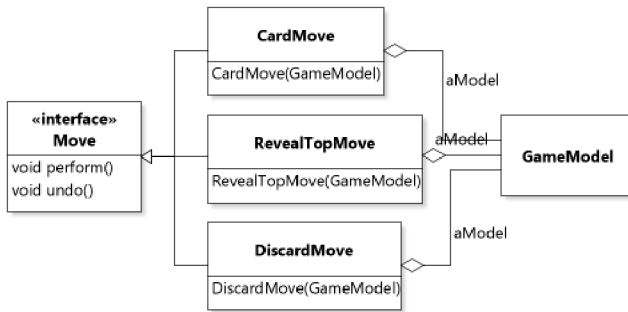 CardMove
CardMove(GameModel)
aModel
«interface»
Move
void perform()
void undo()
RevealTopMove
RevealTopMove(GameModel)
aModel
GameModel
DiscardMove
DiscardMove(GameModel)
aModel